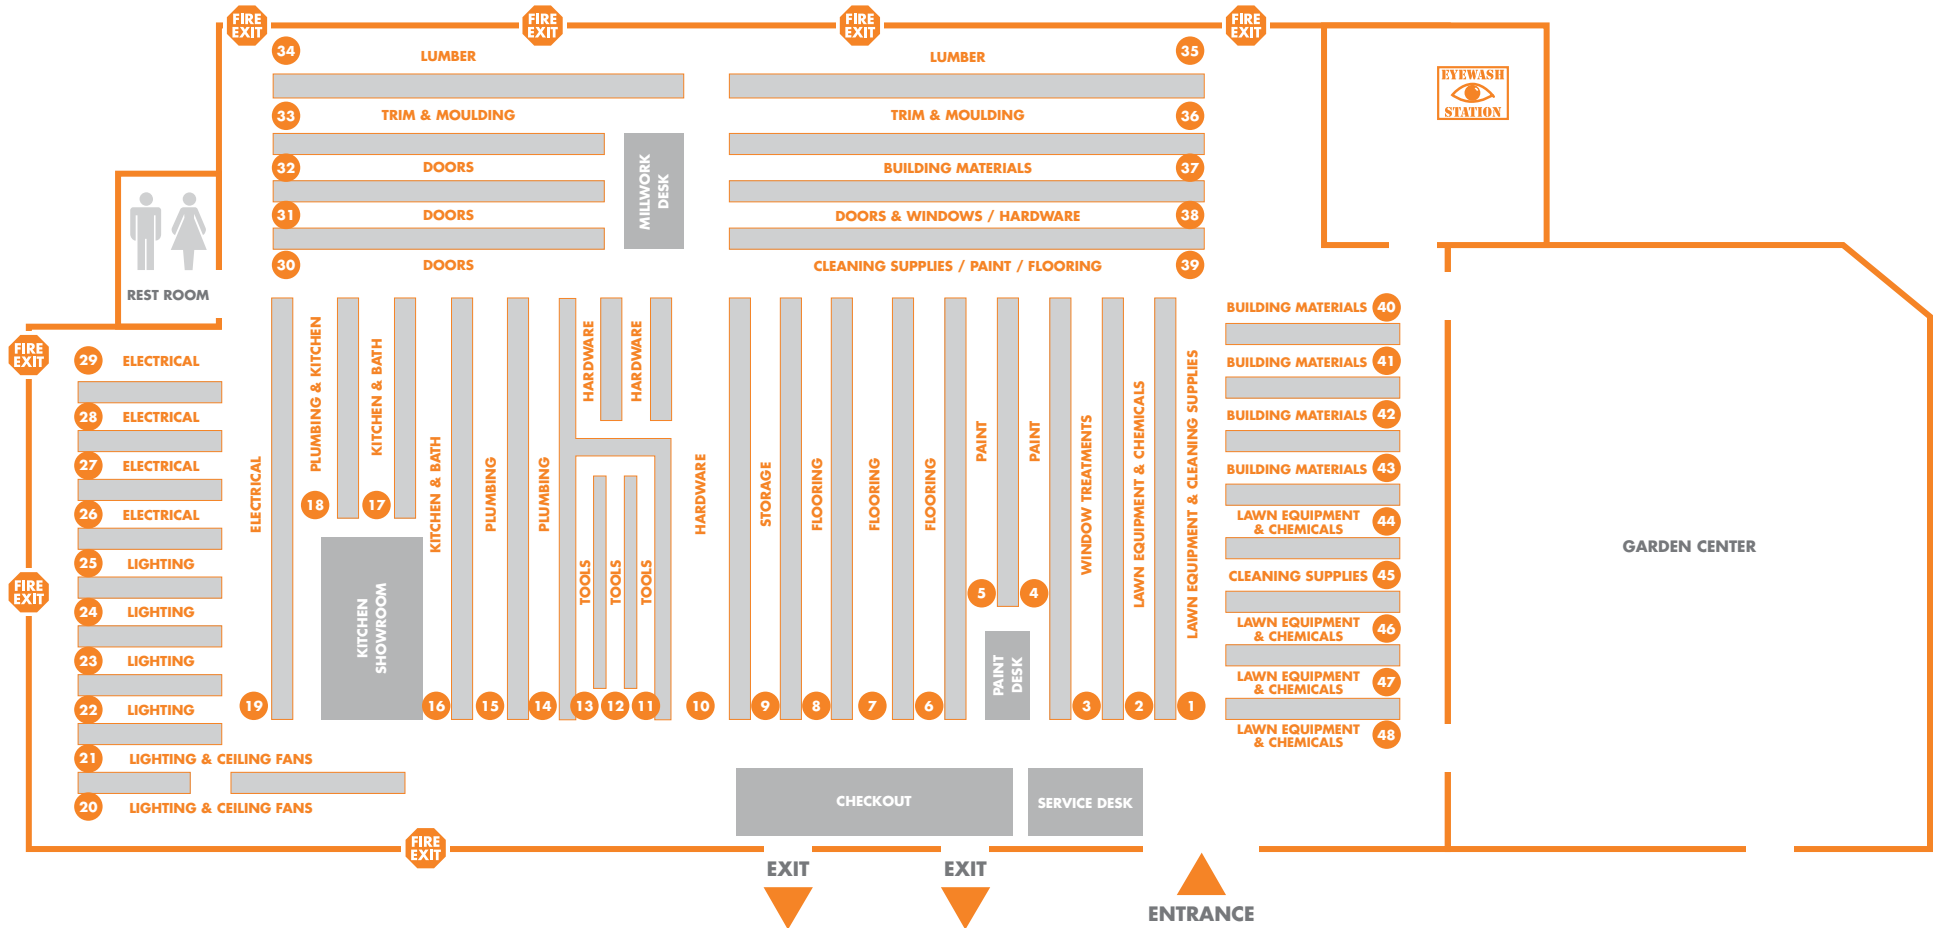 FIRE
EXIT
FIRE
EXIT
FIRE
EXIT
FIRE
EXIT
34
LUMBER
LUMBER
35
EYEWASH
STATION
33
TRIM & MOULDING
TRIM & MOULDING
36
32
DOORS
MILLWORK
DESK
BUILDING MATERIALS
37
31
DOORS
DOORS & WINDOWS / HARDWARE
38
30
DOORS
CLEANING SUPPLIES / PAINT / FLOORING
39
REST ROOM
FIRE
EXIT
29
ELECTRICAL
28
ELECTRICAL
27
ELECTRICAL
26
ELECTRICAL
25
LIGHTING
FIRE
EXIT
24
LIGHTING
23
LIGHTING
22
LIGHTING
21
LIGHTING & CEILING FANS
20
LIGHTING & CEILING FANS
ELECTRICAL
19
PLUMBING & KITCHEN
18
KITCHEN & BATH
17
KITCHEN
SHOWROOM
KITCHEN & BATH
16
PLUMBING
15
PLUMBING
14
HARDWARE
HARDWARE
TOOLS
13
TOOLS
12
TOOLS
11
HARDWARE
10
STORAGE
9
FLOORING
8
FLOORING
7
FLOORING
6
PAINT
5
PAINT
4
PAINT
DESK
WINDOW TREATMENTS
3
LAWN EQUIPMENT & CHEMICALS
2
LAWN EQUIPMENT & CLEANING SUPPLIES
1
BUILDING MATERIALS
40
BUILDING MATERIALS
41
BUILDING MATERIALS
42
BUILDING MATERIALS
43
LAWN EQUIPMENT
& CHEMICALS
44
CLEANING SUPPLIES
45
LAWN EQUIPMENT
& CHEMICALS
46
LAWN EQUIPMENT
& CHEMICALS
47
LAWN EQUIPMENT
& CHEMICALS
48
GARDEN CENTER
CHECKOUT
SERVICE DESK
FIRE
EXIT
EXIT
EXIT
ENTRANCE